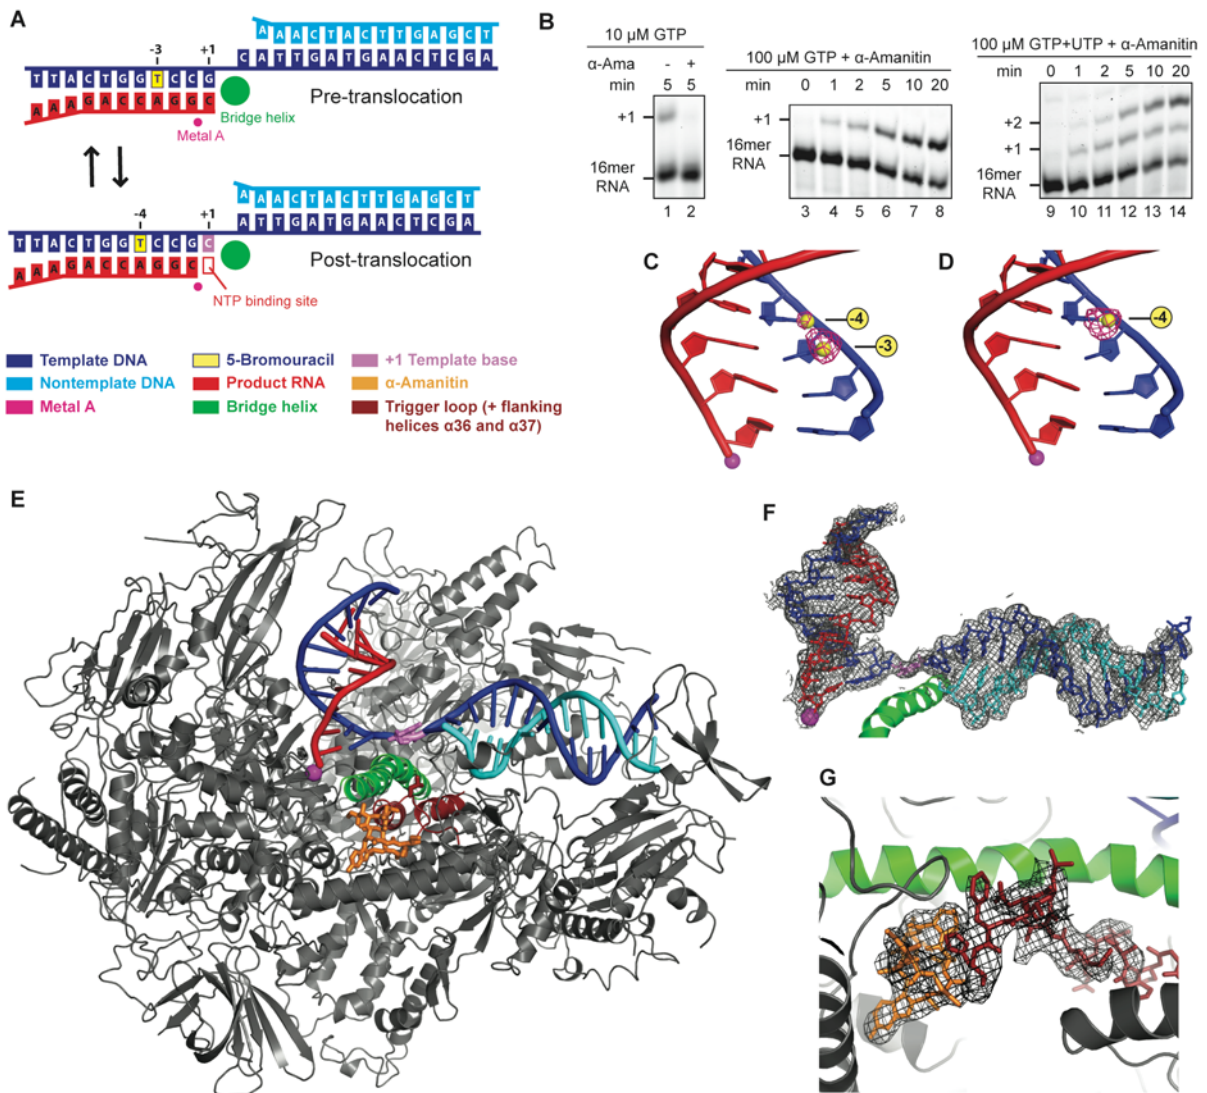 A
A A A C T A C T T G A G C T
C A T T G A T G A A C T C G A
-3
+1
T T A C T G G T C C G
A A A G A C C A G G C
Pre-translocation
Bridge helix
Metal A
A A A C T A C T T G A G C T
A T T G A T G A A C T C G A
-4
+1
T T A C T G G T C C G C
A A A G A C C A G G C
Post-translocation
NTP binding site
Template DNA
Nontemplate DNA
Metal A
5-Bromouracil
Product RNA
Bridge helix
+1 Template base
α-Amanitin
Trigger loop (+ flanking
helices α36 and α37)
B
10 µM GTP
α-Ama - +
min 5 5
+1
16mer
RNA
1 2
100 µM GTP + α-Amanitin
min 0 1 2 5 10 20
+1
16mer
RNA
3 4 5 6 7 8
100 µM GTP+UTP + α-Amanitin
min 0 1 2 5 10 20
+2
+1
16mer
RNA
9 10 11 12 13 14
C
-4
-3
D
-4
E
F
G